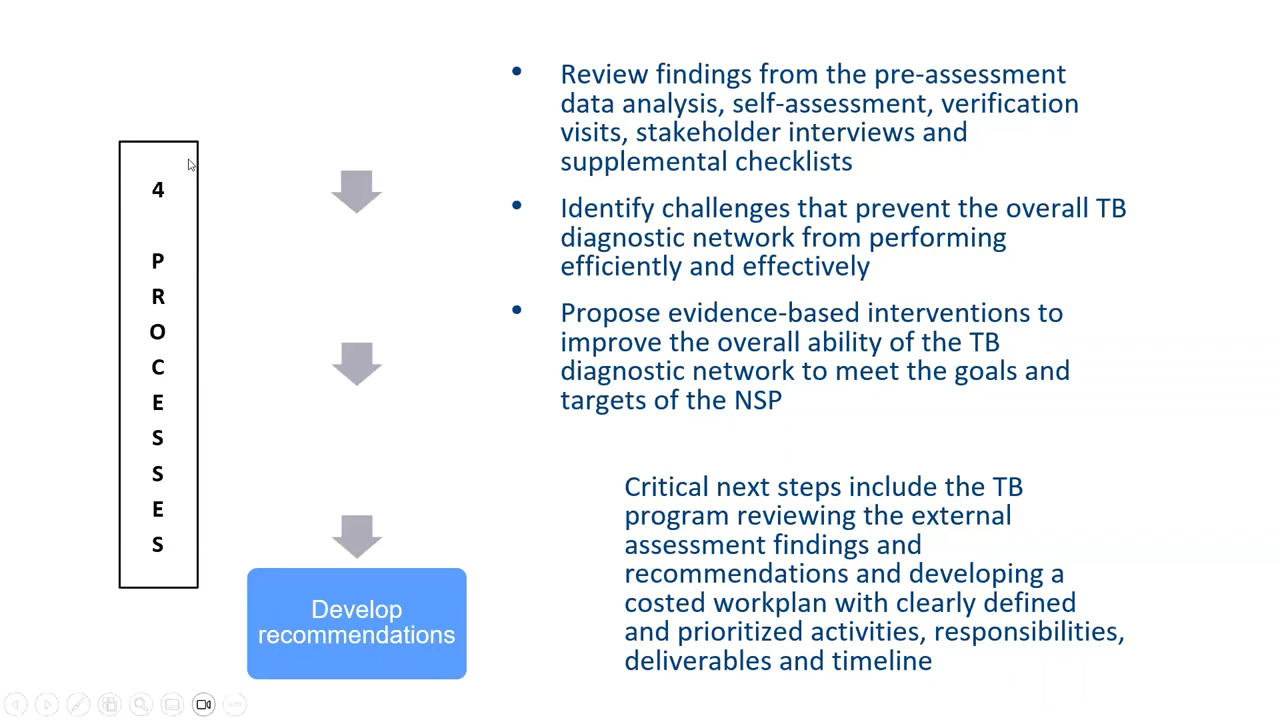 4
P
R
O
C
E
S
S
E
S
Develop
recommendations
• Review findings from the pre-assessment
data analysis, self-assessment, verification
visits, stakeholder interviews and
supplemental checklists
• Identify challenges that prevent the overall TB
diagnostic network from performing
efficiently and effectively
• Propose evidence-based interventions to
improve the overall ability of the TB
diagnostic network to meet the goals and
targets of the NSP
Critical next steps include the TB
program reviewing the external
assessment findings and
recommendations and developing a
costed workplan with clearly defined
and prioritized activities, responsibilities,
deliverables and timeline